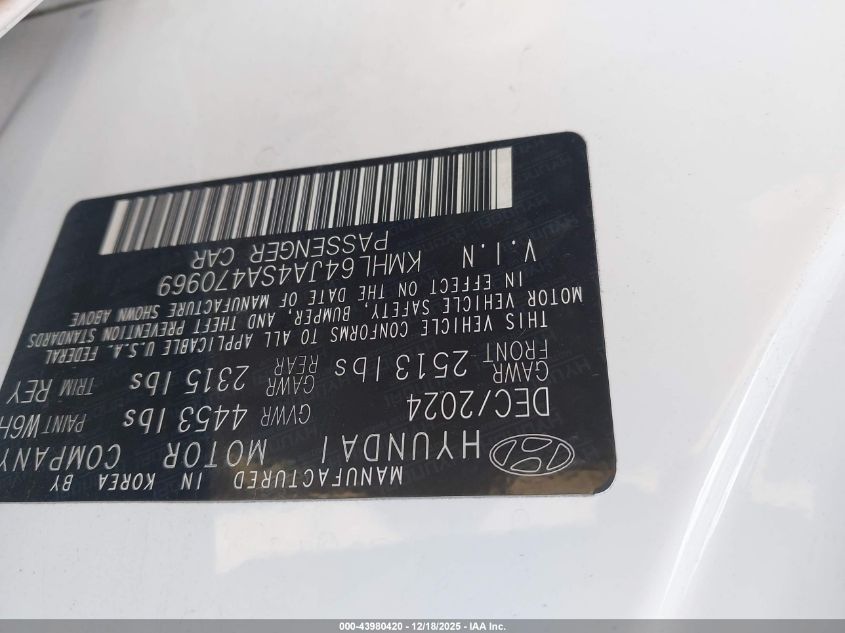 MANUFACTURED IN KOREA BY
HYUNDAI MOTOR COMPANY
DEC/2024 GVWR 4453 lbs PAINT W6H
GAWR FRONT 2513 lbs GAWR REAR 2315 lbs TRIM REY
THIS VEHICLE CONFORMS TO ALL APPLICABLE U.S.A. FEDERAL
MOTOR VEHICLE SAFETY, BUMPER, AND THEFT PREVENTION STANDARDS
IN EFFECT ON THE DATE OF MANUFACTURE SHOWN ABOVE
V.I.N KMHL64JA4SA470969
PASSENGER CAR
000-43980420 - 12/18/2025 - IAA Inc.